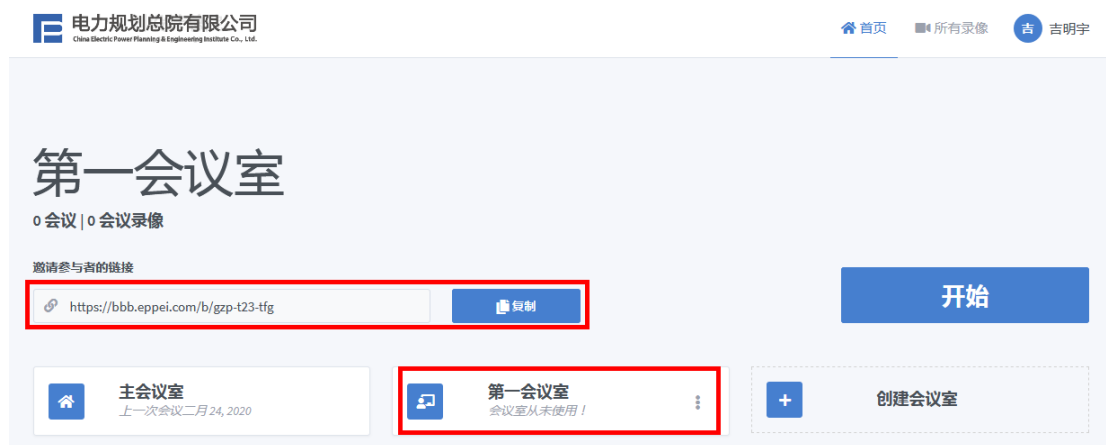 电力规划总院有限公司
China Electric Power Planning & Engineering Institute Co., Ltd.
首页
所有录像
吉 吉明宇
第一会议室
0 会议 | 0 会议录像
邀请参与者的链接
https://bbb.eppei.com/b/gzp-t23-tfg
复制
开始
主会议室
上一次会议二月 24, 2020
第一会议室
会议室从未使用！
创建会议室